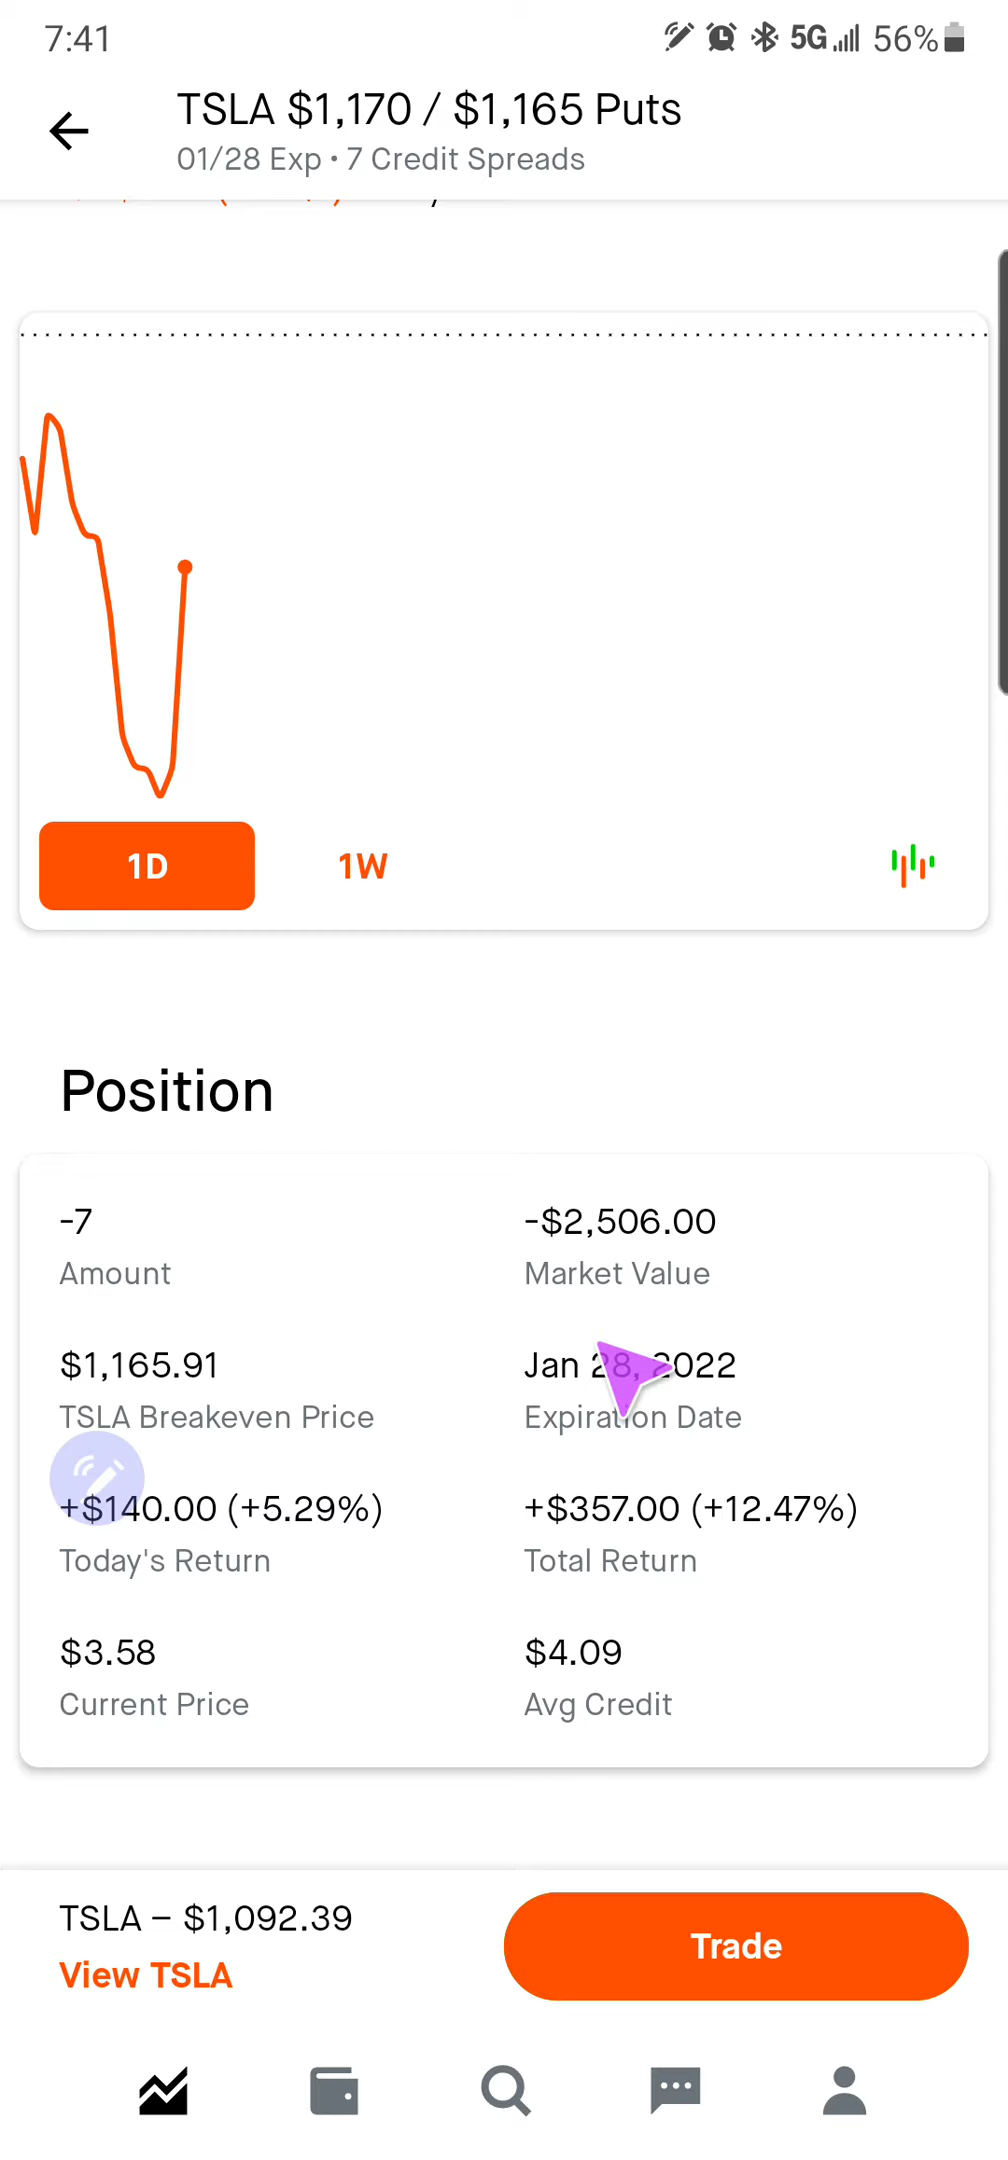 7:41
5G 56%
TSLA $1,170 / $1,165 Puts
01/28 Exp • 7 Credit Spreads
1D
1W
Position
-7
-$2,506.00
Amount
Market Value
$1,165.91
Jan 28, 2022
TSLA Breakeven Price
Expiration Date
+$140.00 (+5.29%)
+$357.00 (+12.47%)
Today's Return
Total Return
$3.58
$4.09
Current Price
Avg Credit
TSLA – $1,092.39
View TSLA
Trade